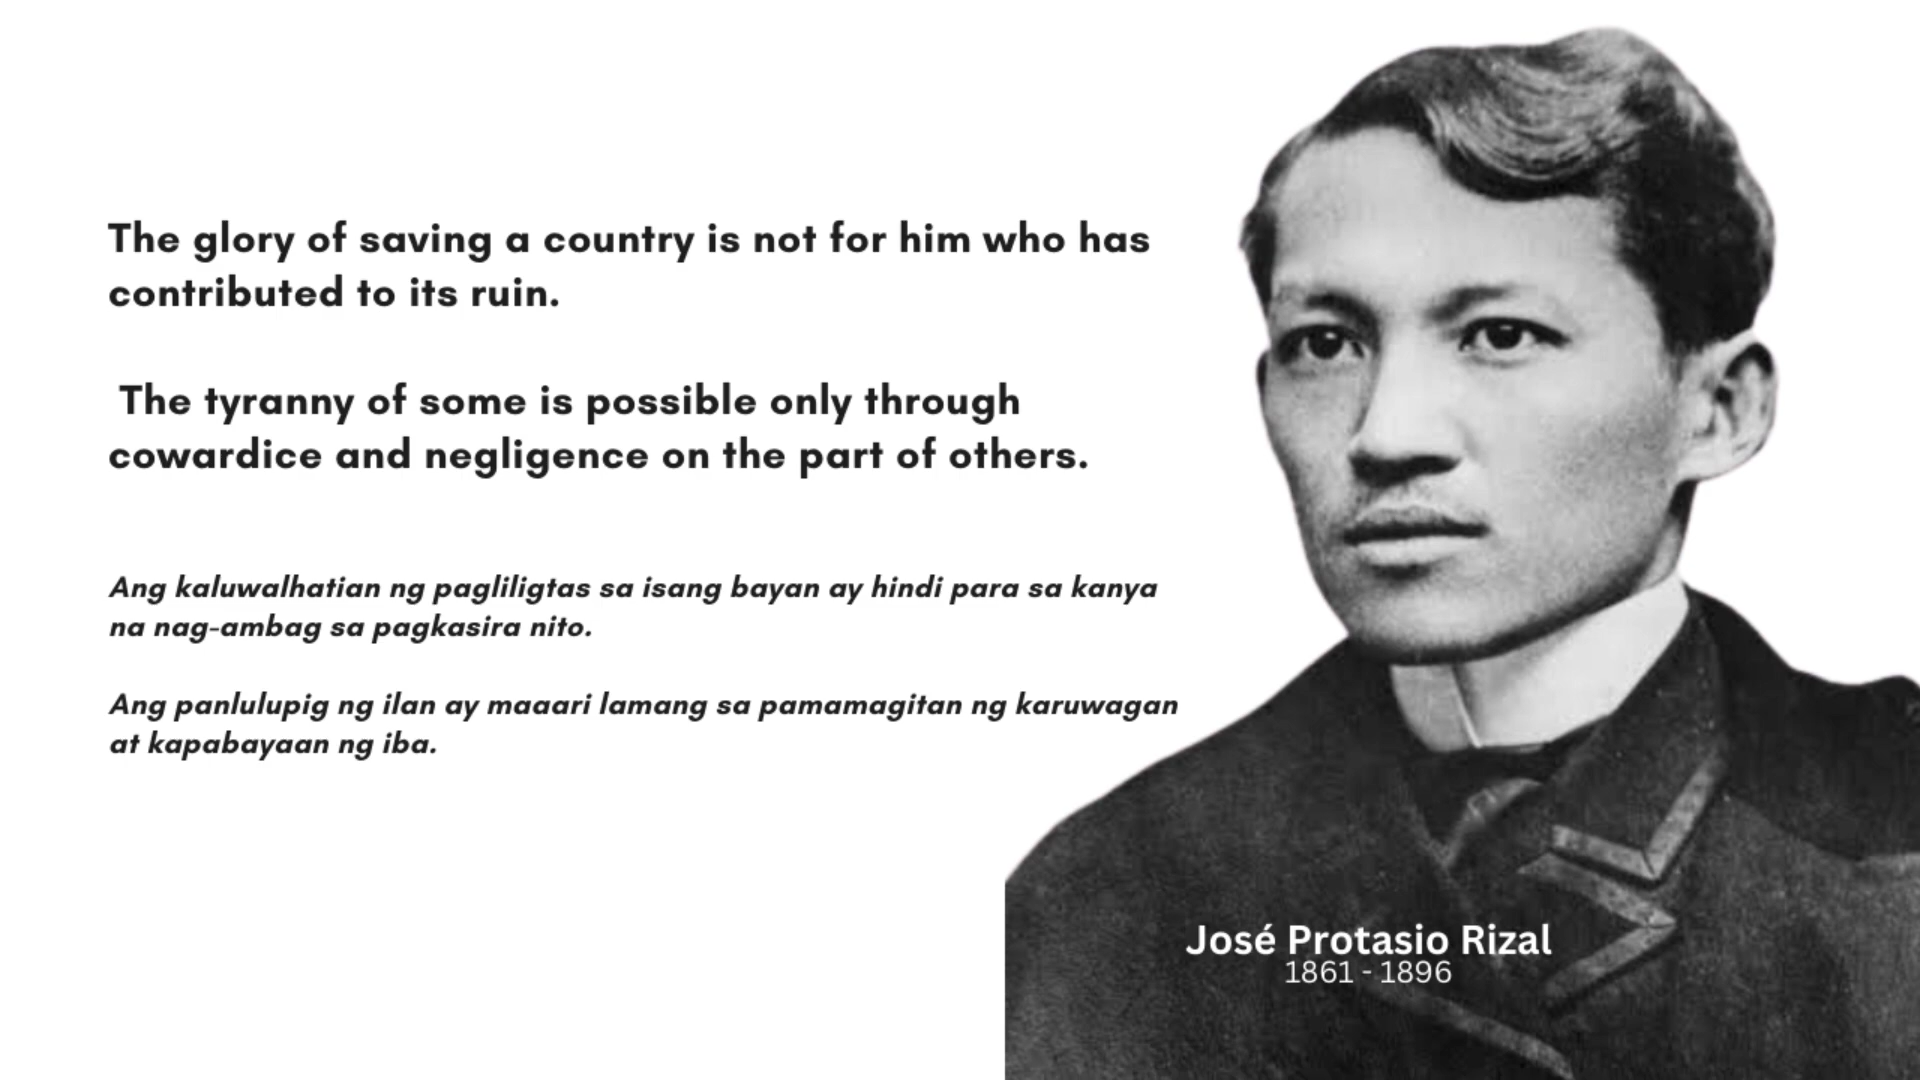 The glory of saving a country is not for him who has
contributed to its ruin.
The tyranny of some is possible only through
cowardice and negligence on the part of others.
Ang kaluwalhatian ng pagliligtas sa isang bayan ay hindi para sa kanya
na nag-ambag sa pagkasira nito.
Ang panlulupig ng ilan ay maaari lamang sa pamamagitan ng karuwagan
at kapabayaan ng iba.
José Protasio Rizal
1861 - 1896